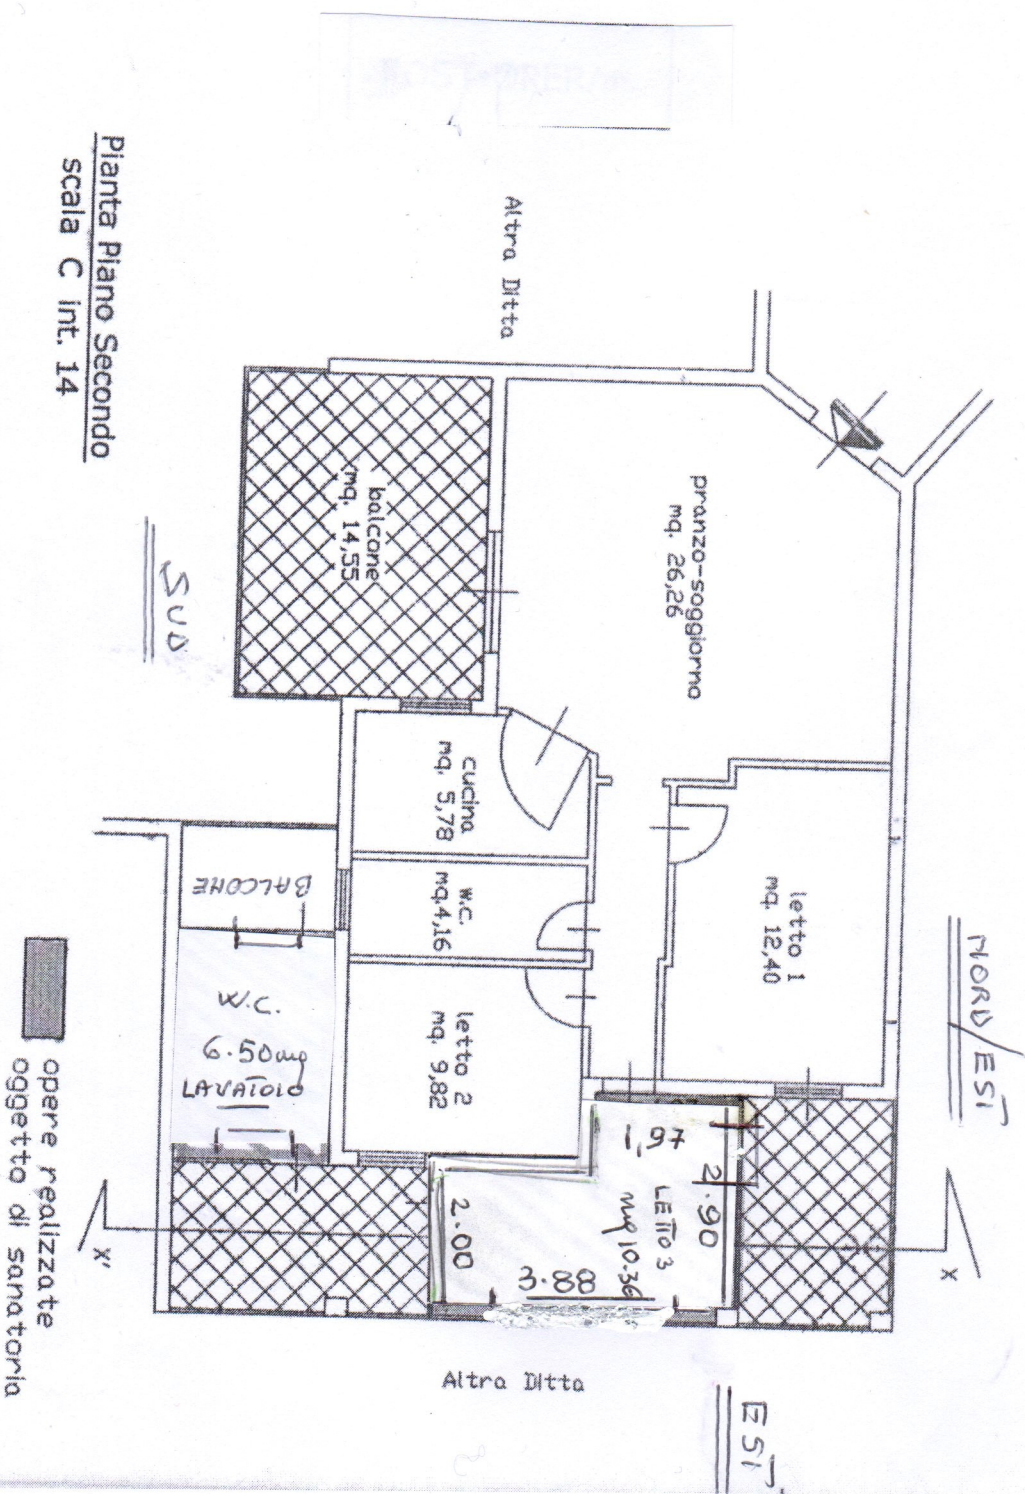 Pianta Piano Secondo
scala C int. 14
Altra Ditta
pranzo-soggiorno
mq. 26,26
balcone
mq. 14,55
SUD
cucina
mq. 5,78
w.c.
mq.4,16
letto 1
mq. 12,40
letto 2
mq. 9,82
BALCONE
W.C.
6.50mq
LAVATOIO
NORD/EST
1,97
2.90
LETTO 3
mq 10.36
2.00
3.88
X
X'
Altra Ditta
EST
opere realizzate
oggetto di sanatoria